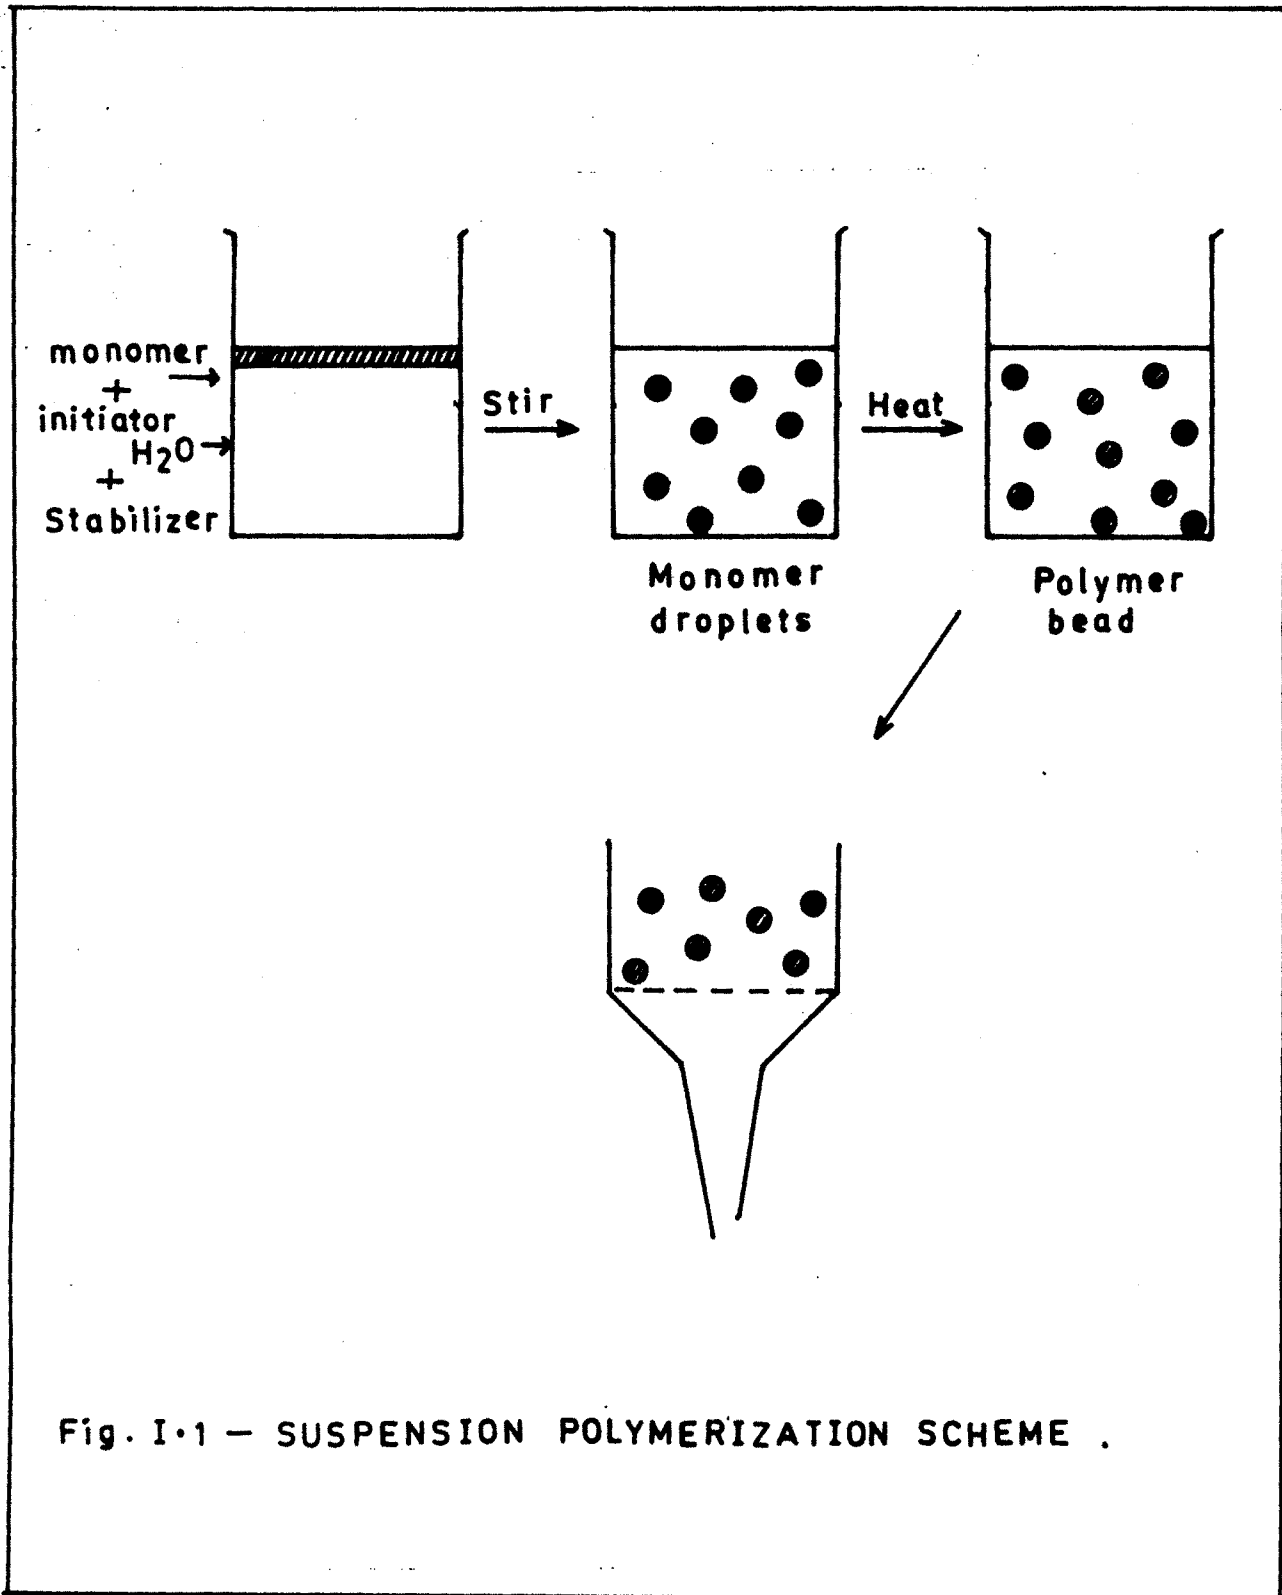 monomer
+
initiator
H₂O
+
Stabilizer
Stir
Monomer
droplets
Heat
Polymer
bead
Fig. I·1 — SUSPENSION POLYMERIZATION SCHEME .